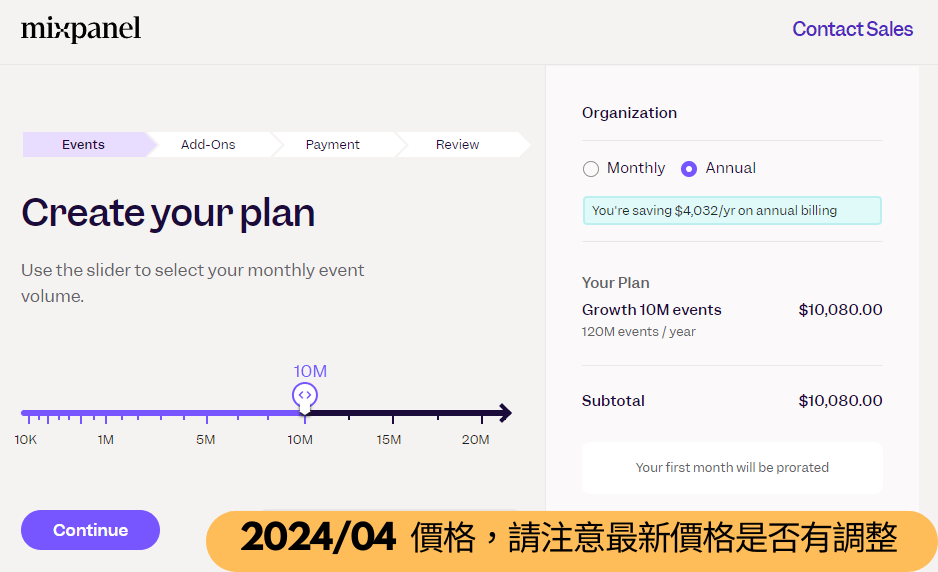 mixpanel
Contact Sales
Events
Add-Ons
Payment
Review
Create your plan
Use the slider to select your monthly event
volume.
10M
10K
1M
5M
10M
15M
20M
Continue
Organization
Monthly
Annual
You're saving $4,032/yr on annual billing
Your Plan
Growth 10M events
$10,080.00
120M events / year
Subtotal
$10,080.00
Your first month will be prorated
2024/04 價格，請注意最新價格是否有調整